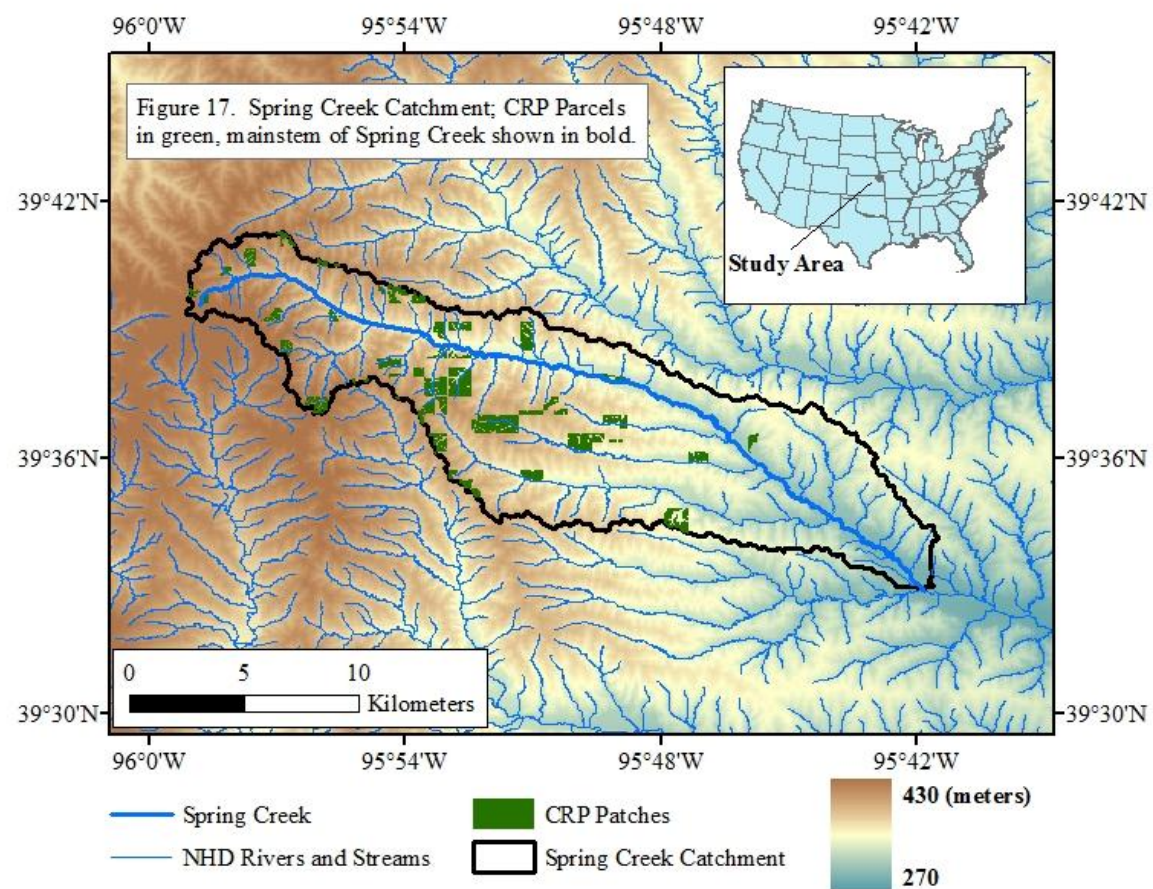 96°0'W 95°54'W 95°48'W 95°42'W
Figure 17. Spring Creek Catchment; CRP Parcels
in green, mainstem of Spring Creek shown in bold.
Study Area
39°42'N 39°42'N
39°36'N 39°36'N
39°30'N 39°30'N
0 5 10
Kilometers
96°0'W 95°54'W 95°48'W 95°42'W
Spring Creek
NHD Rivers and Streams
CRP Patches
Spring Creek Catchment
430 (meters)
270